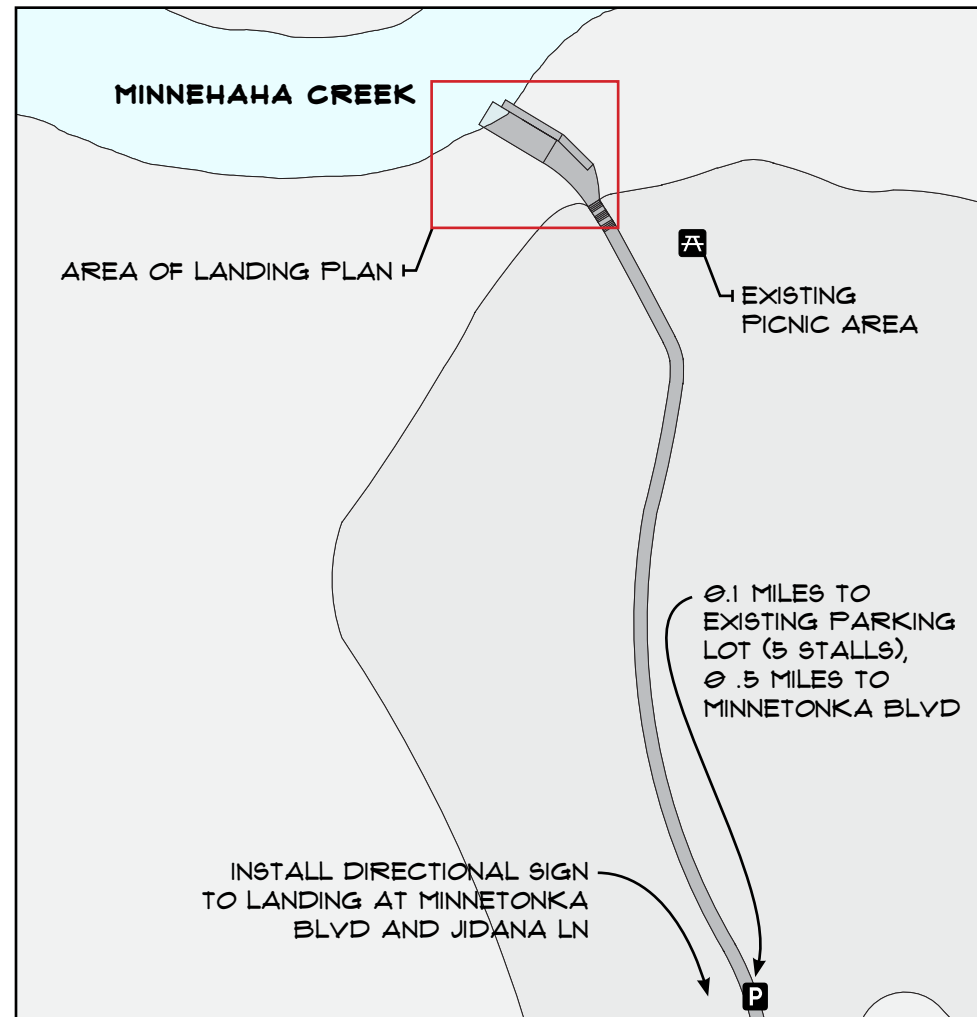 MINNEHAHA CREEK
AREA OF LANDING PLAN
EXISTING
PICNIC AREA
0.1 MILES TO
EXISTING PARKING
LOT (5 STALLS),
0 .5 MILES TO
MINNETONKA BLVD
INSTALL DIRECTIONAL SIGN
TO LANDING AT MINNETONKA
BLVD AND JIDANA LN
P